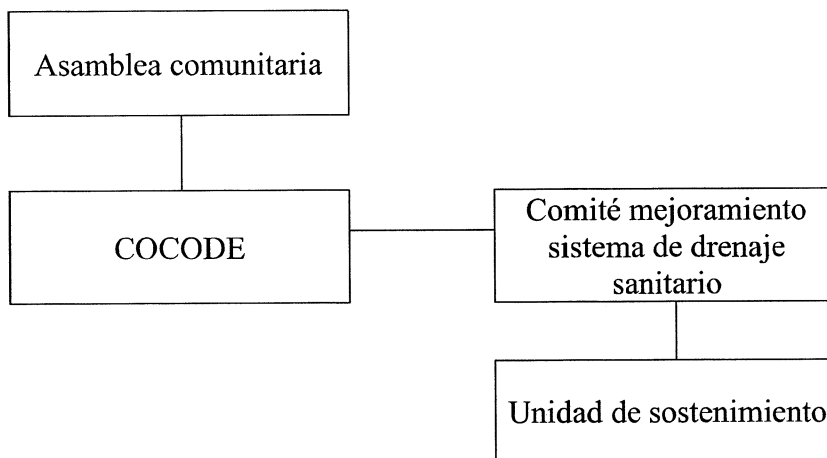 Asamblea comunitaria
COCODE
Comité mejoramiento
sistema de drenaje
sanitario
Unidad de sostenimiento